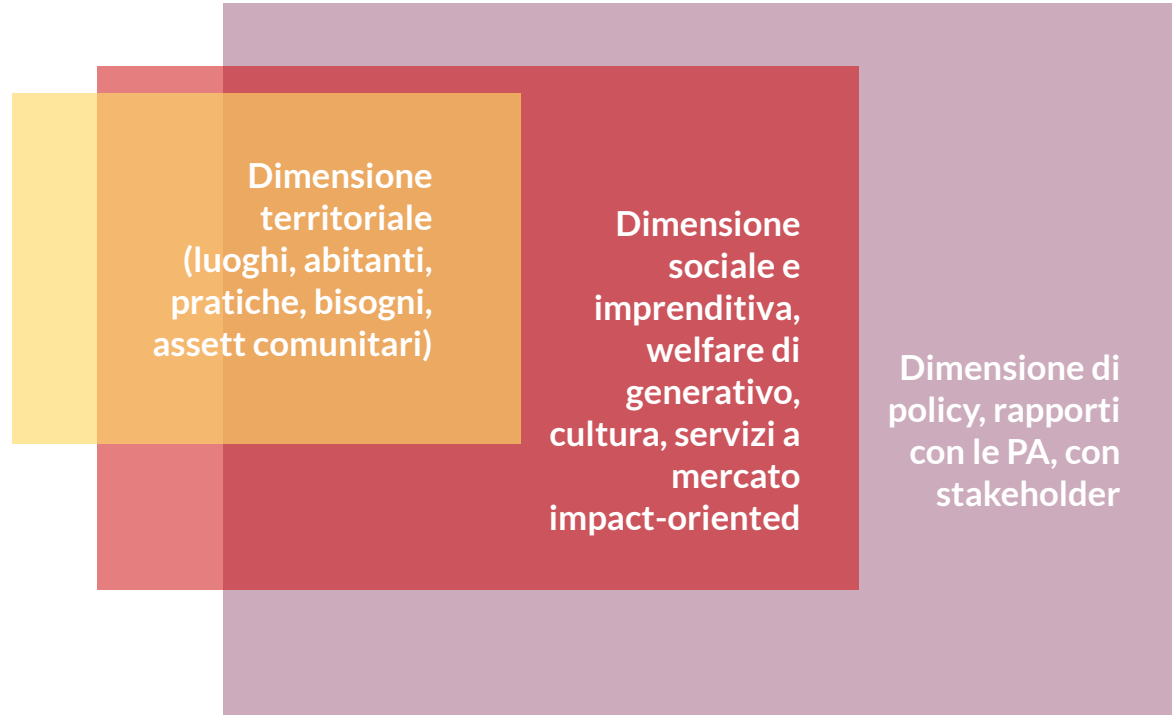 Dimensione
territoriale
(luoghi, abitanti,
pratiche, bisogni,
assett comunitari)
Dimensione
sociale e
imprenditiva,
welfare di
generativo,
cultura, servizi a
mercato
impact-oriented
Dimensione di
policy, rapporti
con le PA, con
stakeholder